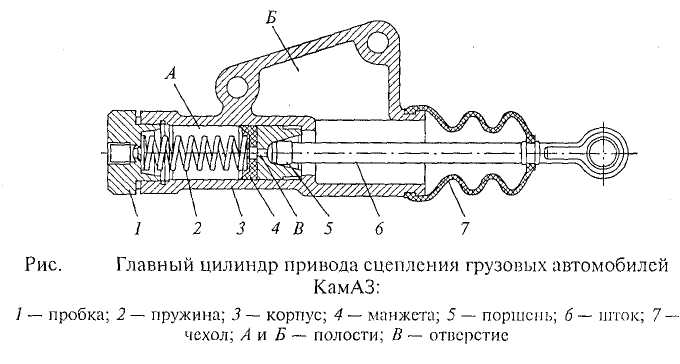 Б
А
1 2 3 4 В 5 6 7
Рис. Главный цилиндр привода сцепления грузовых автомобилей
КамАЗ:
1 — пробка; 2 — пружина; 3 — корпус; 4 — манжета; 5 — поршень; 6 — шток; 7 —
чехол; А и Б — полости; В — отверстие